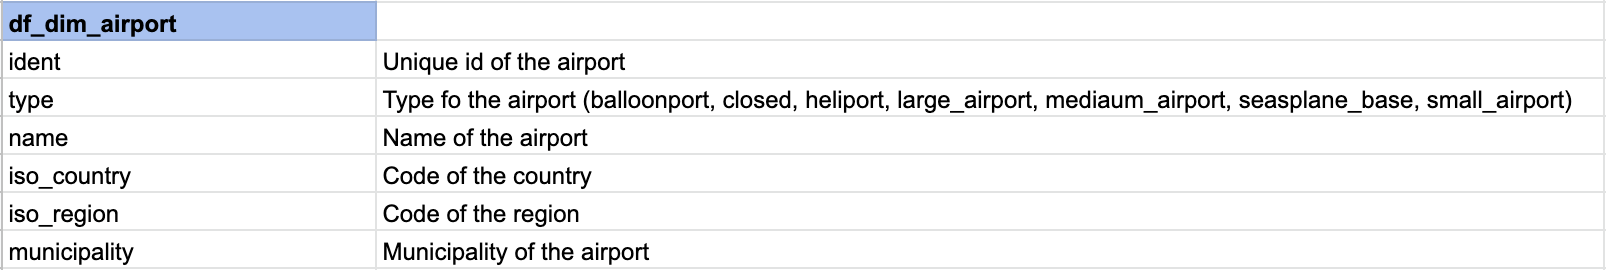 df_dim_airport
ident Unique id of the airport
type Type fo the airport (balloonport, closed, heliport, large_airport, mediaum_airport, seasplane_base, small_airport)
name Name of the airport
iso_country Code of the country
iso_region Code of the region
municipality Municipality of the airport